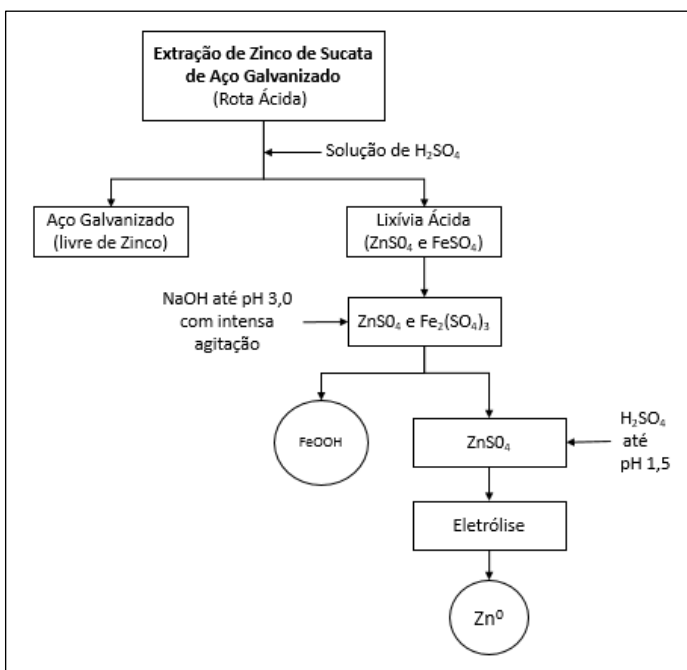 Extração de Zinco de Sucata
de Aço Galvanizado
(Rota Ácida)
Solução de H₂SO₄
Aço Galvanizado
(livre de Zinco)
Lixívia Ácida
(ZnS0₄ e FeSO₄)
NaOH até pH 3,0
com intensa
agitação
ZnS0₄ e Fe₂(SO₄)₃
FeOOH
ZnS0₄
H₂SO₄
até
pH 1,5
Eletrólise
Zn⁰